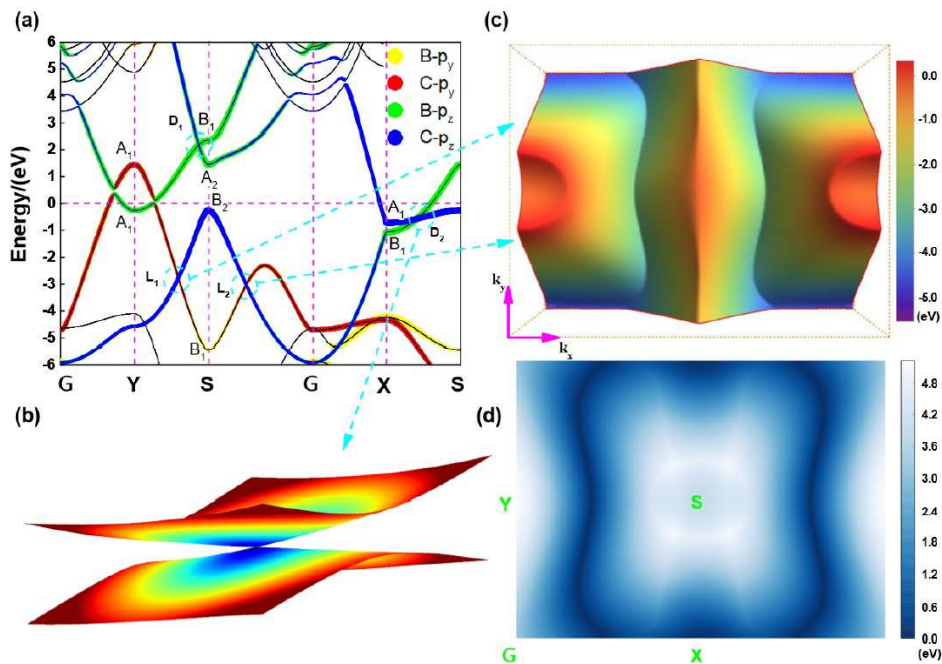 (a)
6
5
4
3
2
1
0
-1
-2
-3
-4
-5
-6
Energy/(eV)
G Y S G X S
B-py
C-py
B-pz
C-pz
A1
A1
D1
B1
A2
B2
L1
L2
B1
A1
B1
D2
(b)
(c)
ky
kx
0.0
-1.0
-2.0
-3.0
-4.0
-5.0
(eV)
(d)
Y
S
G
X
4.8
4.2
3.6
3.0
2.4
1.8
1.2
0.6
0.0
(eV)